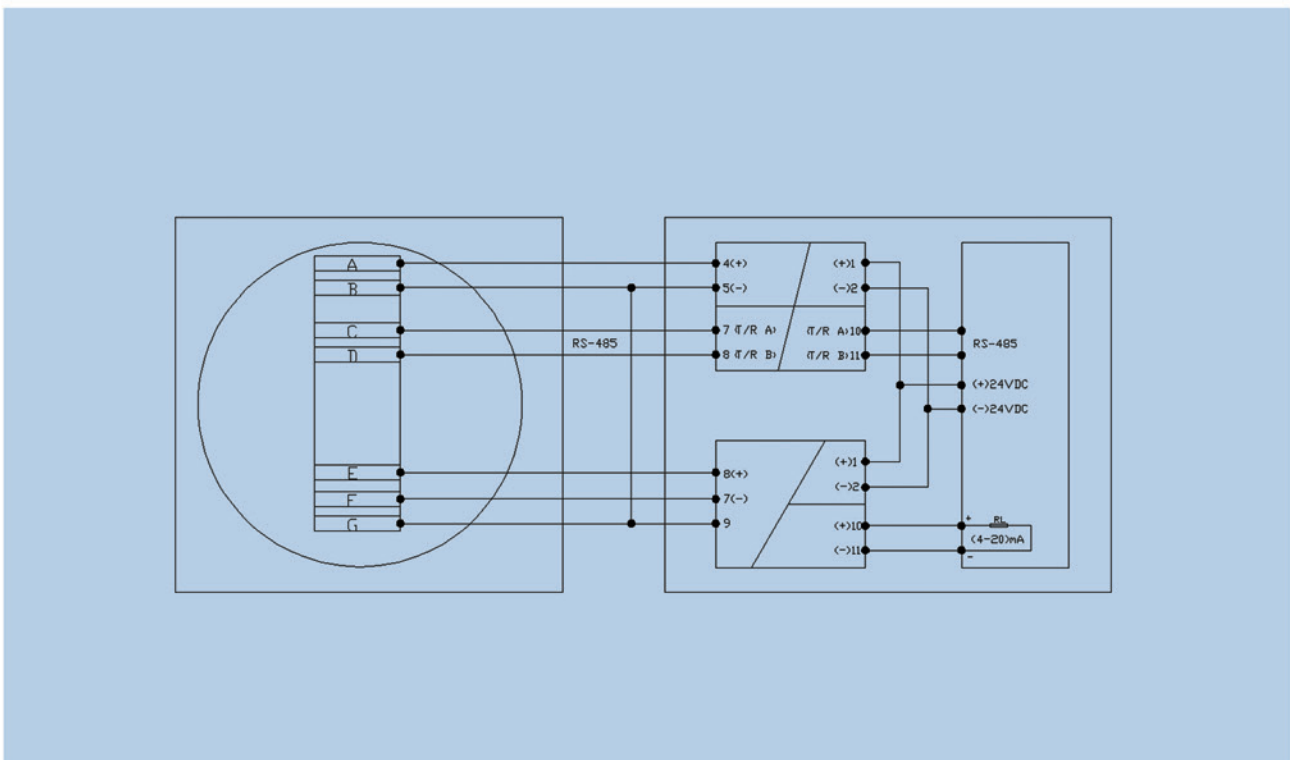 A
B
C
D
E
F
G
RS-485
4(+)
5(-)
7 (T/R A)
8 (T/R B)
(+)1
(-)2
(T/R A)10
(T/R B)11
8(+)
7(-)
9
(+)1
(-)2
(+)10
(-)11
RS-485
(+)24VDC
(-)24VDC
+ RL
(4-20)mA
-